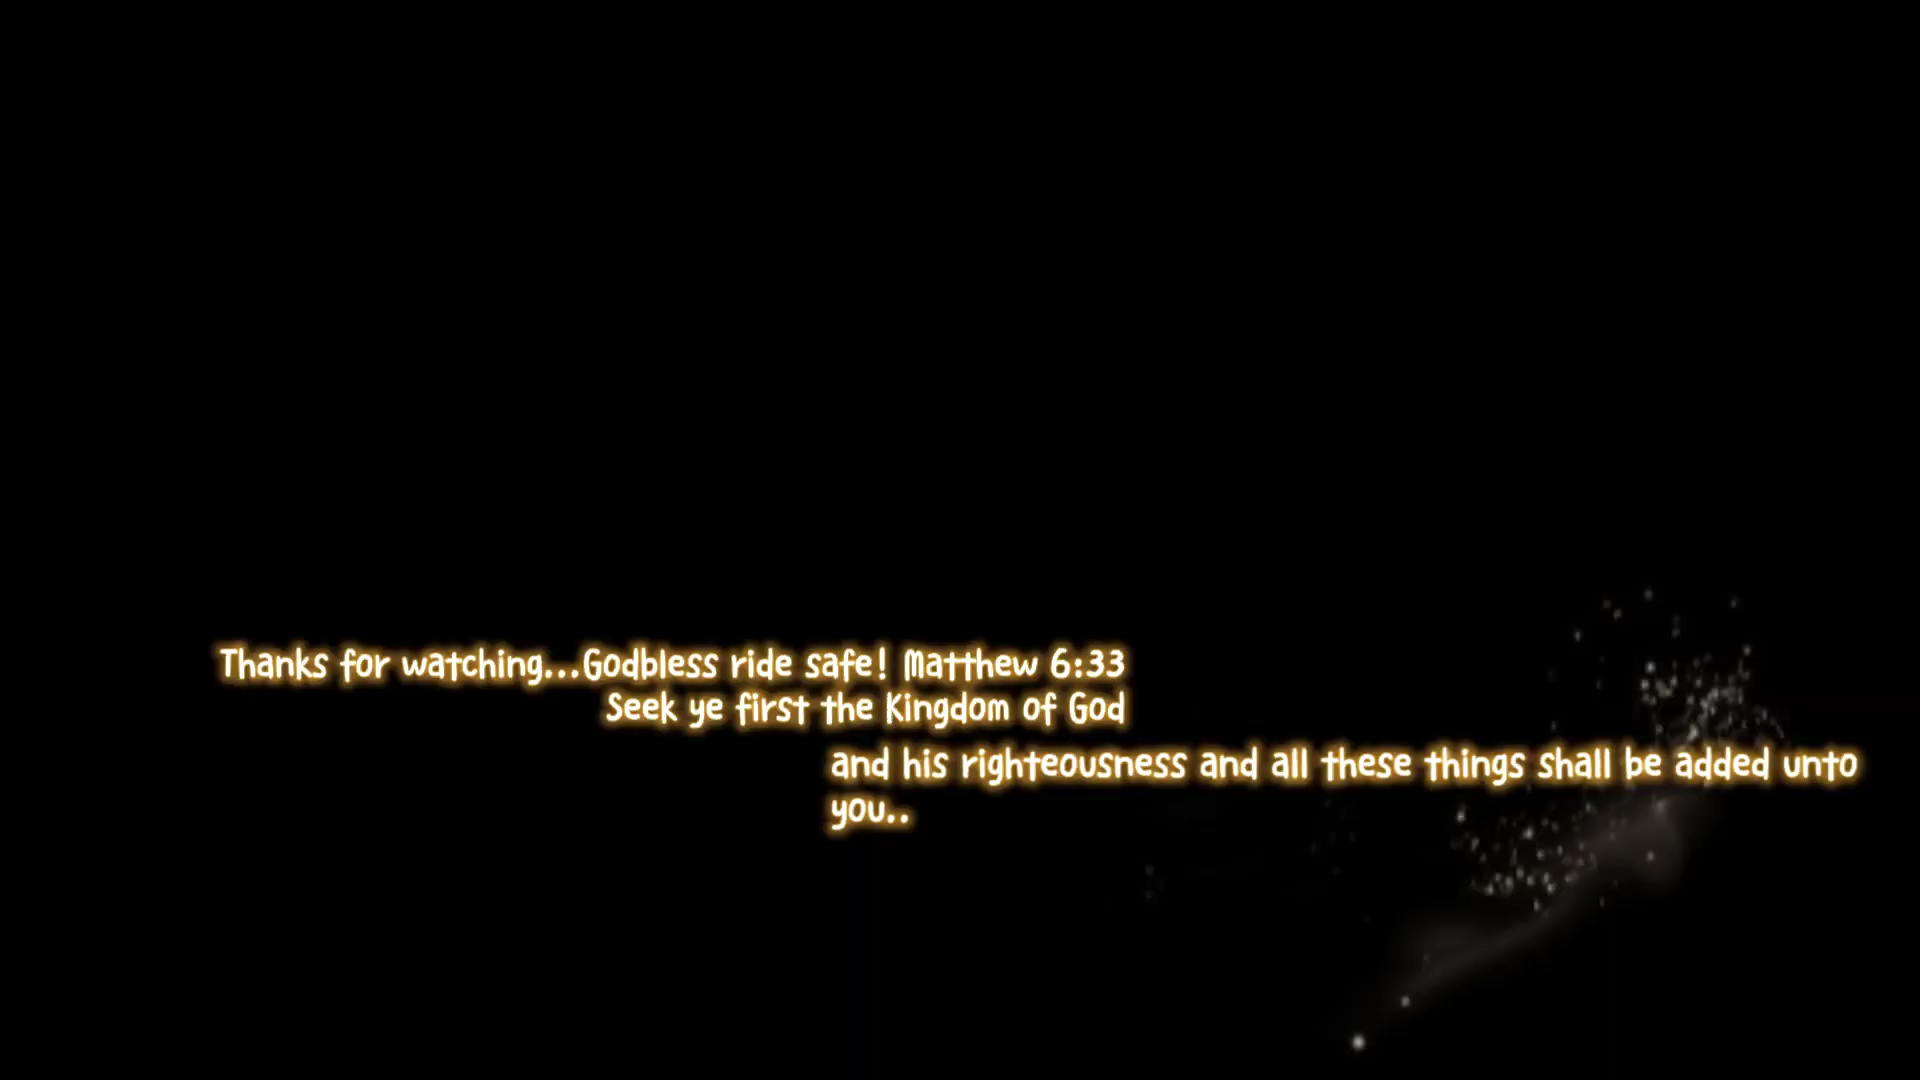 Thanks for watching...Godbless ride safe! Matthew 6:33
Seek ye first the Kingdom of God
and his righteousness and all these things shall be added unto
you..